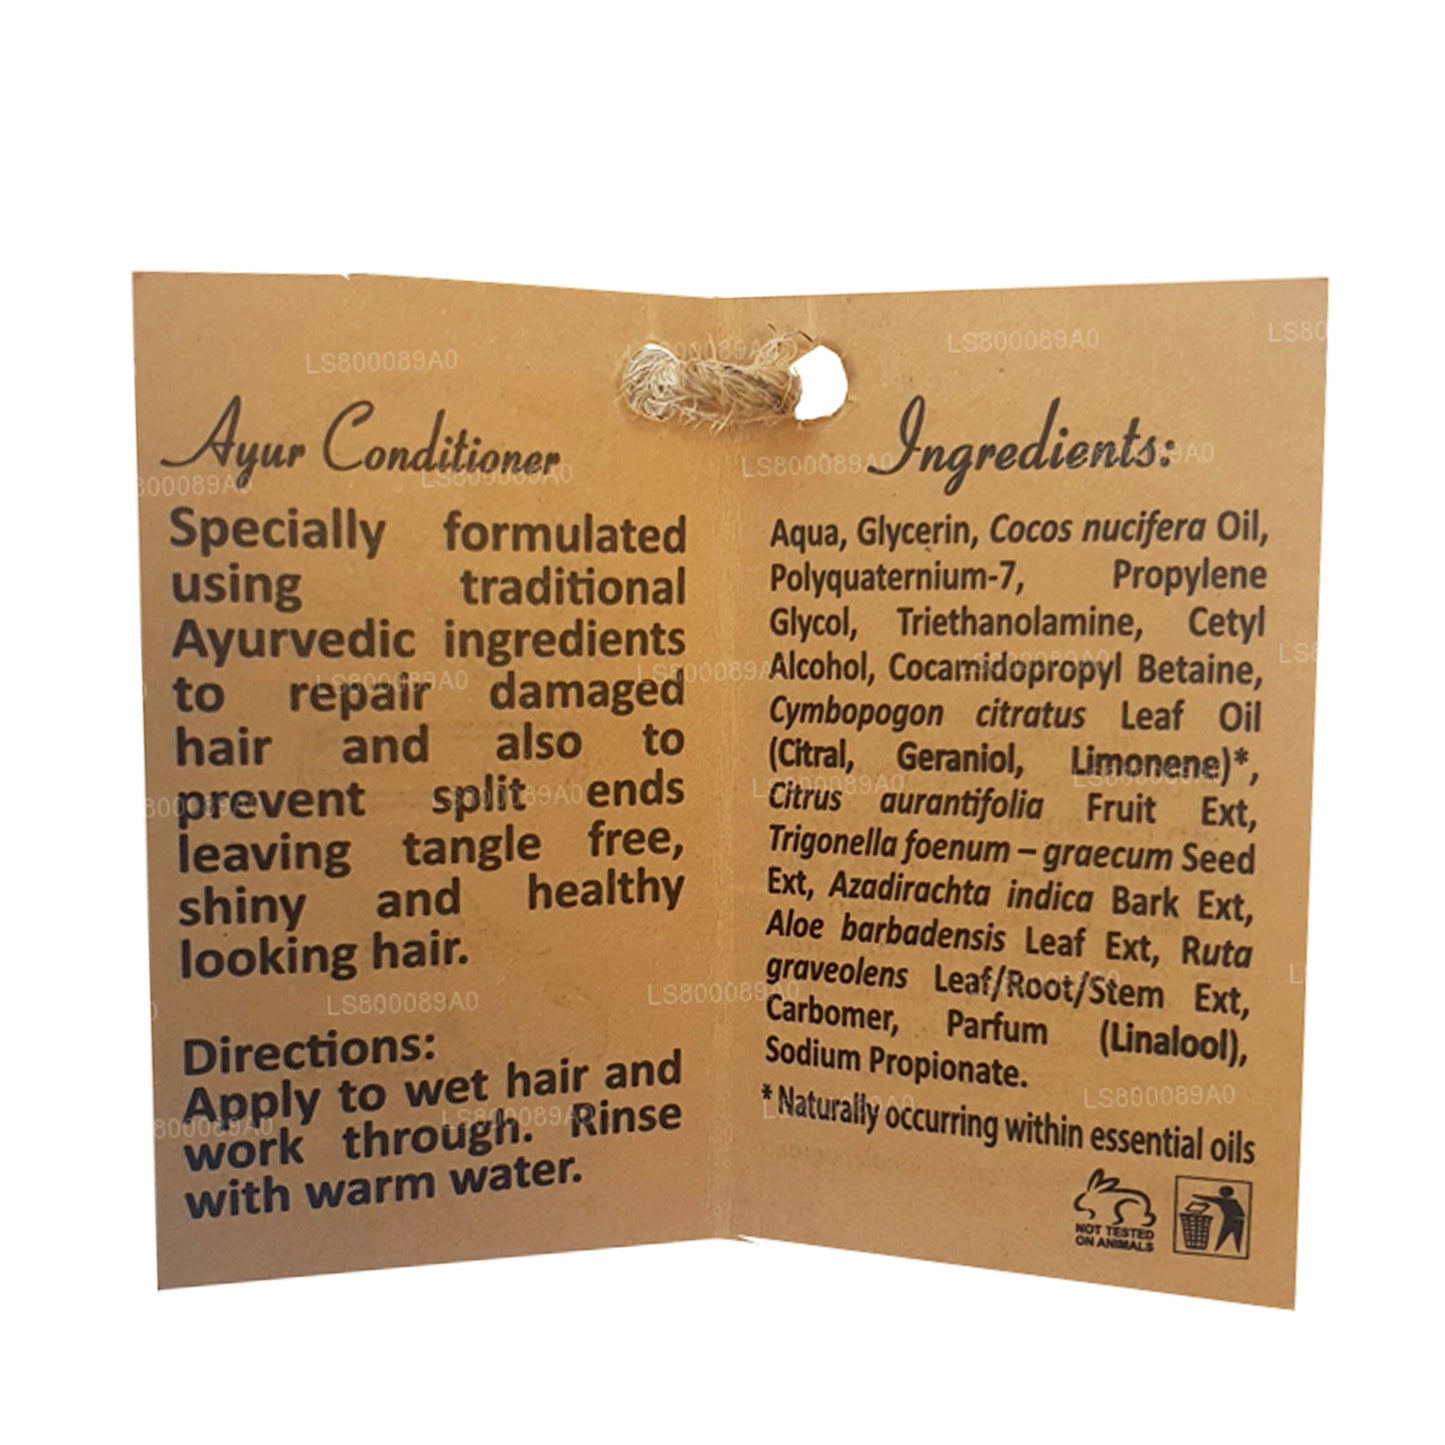 Ayur Conditioner
Specially formulated
using traditional
Ayurvedic ingredients
to repair damaged
hair and also to
prevent split ends
leaving tangle free,
shiny and healthy
looking hair.
Directions:
Apply to wet hair and
work through. Rinse
with warm water.
Ingredients:
Aqua, Glycerin, Cocos nucifera Oil,
Polyquaternium-7, Propylene
Glycol, Triethanolamine, Cetyl
Alcohol, Cocamidopropyl Betaine,
Cymbopogon citratus Leaf Oil
(Citral, Geraniol, Limonene)*,
Citrus aurantifolia Fruit Ext,
Trigonella foenum – graecum Seed
Ext, Azadirachta indica Bark Ext,
Aloe barbadensis Leaf Ext, Ruta
graveolens Leaf/Root/Stem Ext,
Carbomer, Parfum (Linalool),
Sodium Propionate.
* Naturally occurring within essential oils
NOT TESTED
ON ANIMALS
LS800089A0